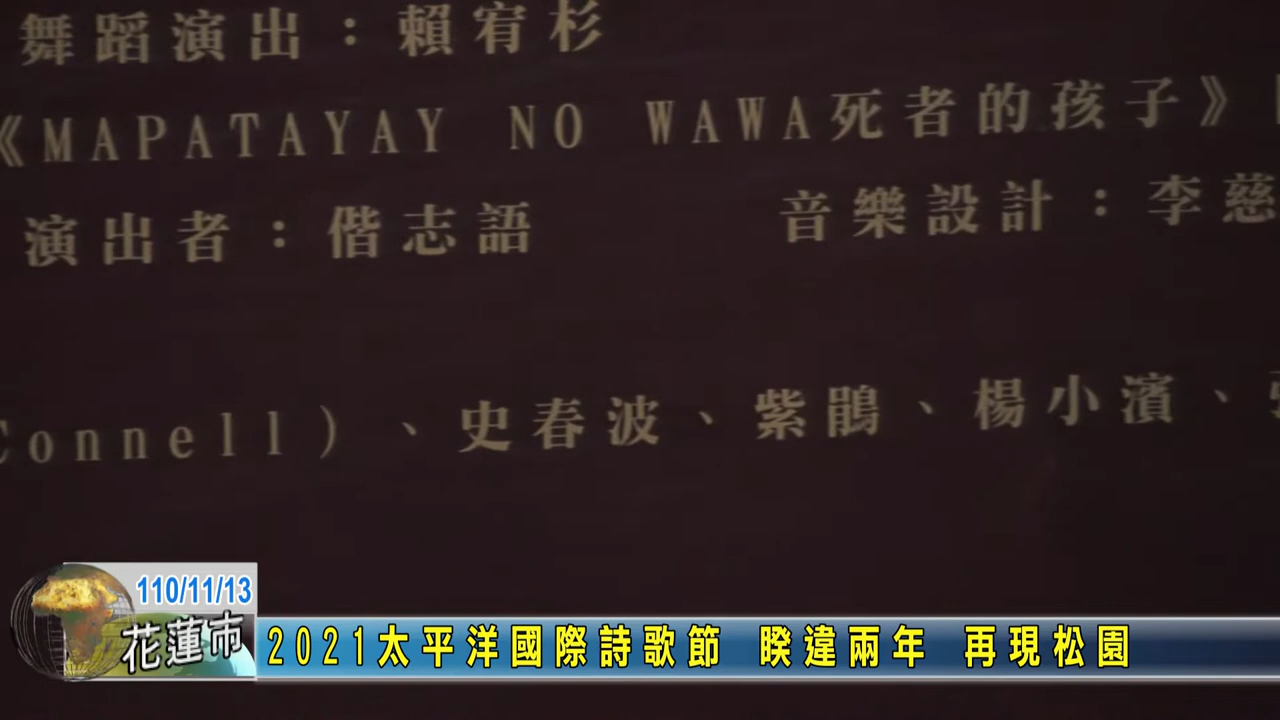 舞蹈演出：賴宥杉
《MAPATAYAY NO WAWA死者的孩子》
演出者：偕志語 音樂設計：李慈
Connell)、史春波、紫鵑、楊小濱、
110/11/13
花蓮市
2021太平洋國際詩歌節 睽違兩年 再現松園